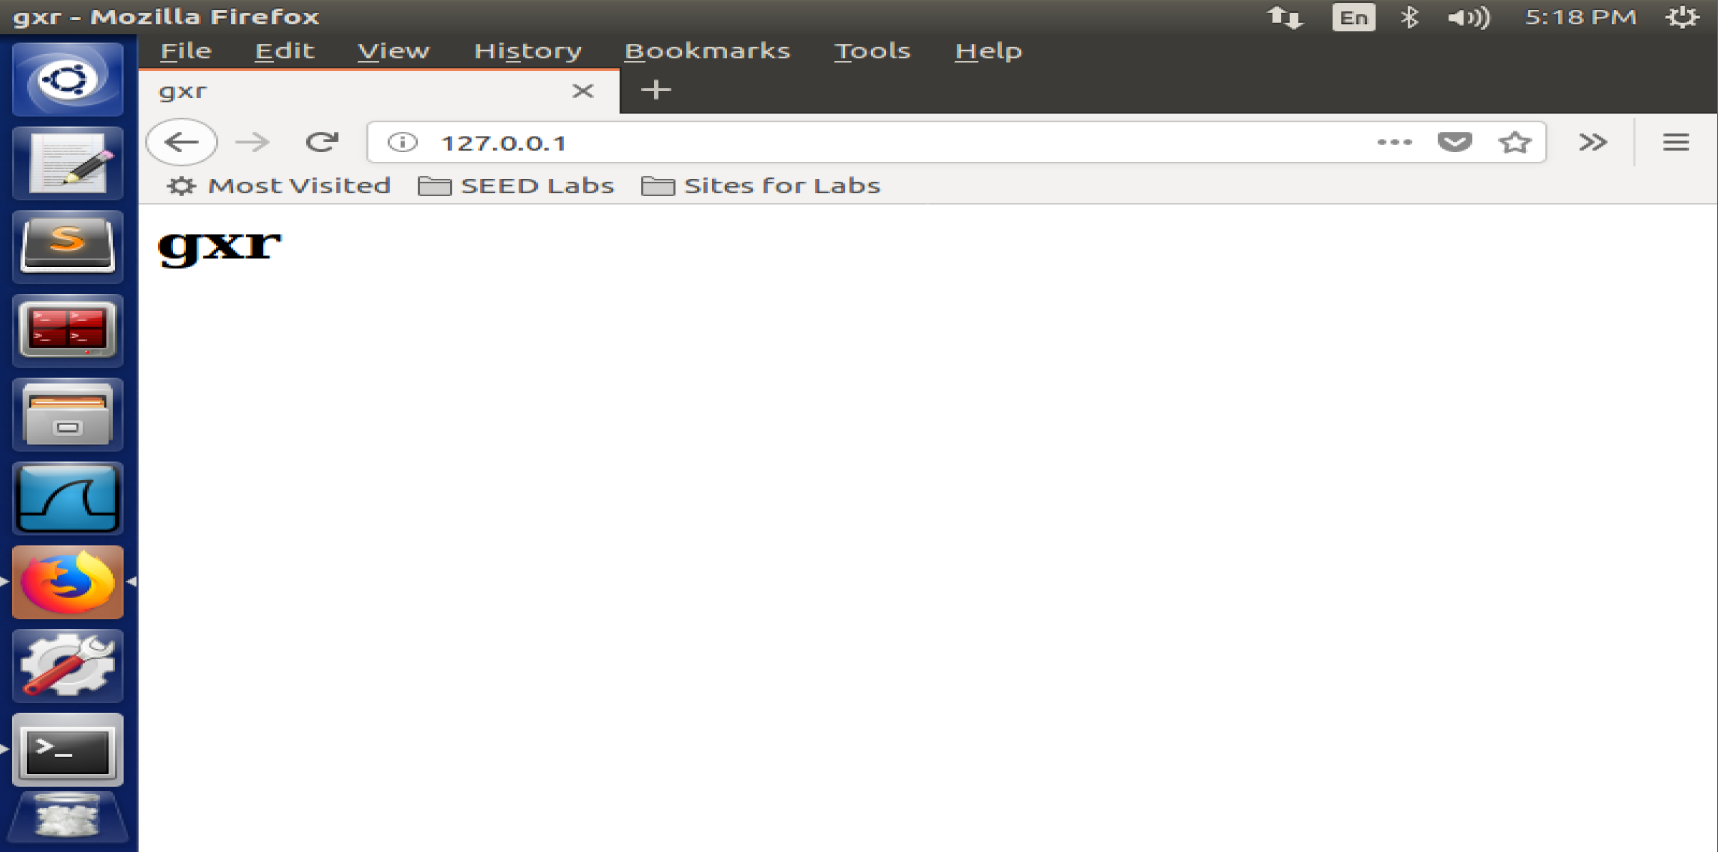 gxr - Mozilla Firefox
En
5:18 PM
File Edit View History Bookmarks Tools Help
gxr
127.0.0.1
Most Visited SEED Labs Sites for Labs
gxr